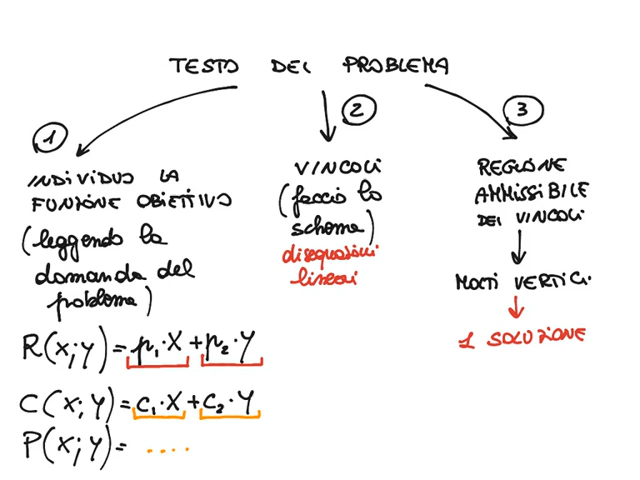 TESTO DEL PROBLEMA
1
INDIVIDUO LA
FUNZIONE OBIETTIVO
(leggendo la
domanda del
problema)
R(x;y)=p₁·X+p₂·Y
C(x;y)=c₁·X+c₂·Y
P(x;y)= ....
2
VINCOLI
(faccio lo
schema)
disequazioni
lineari
3
REGIONE
AMMISSIBILE
DEI VINCOLI
MOLTI VERTICI
1 SOLUZIONE